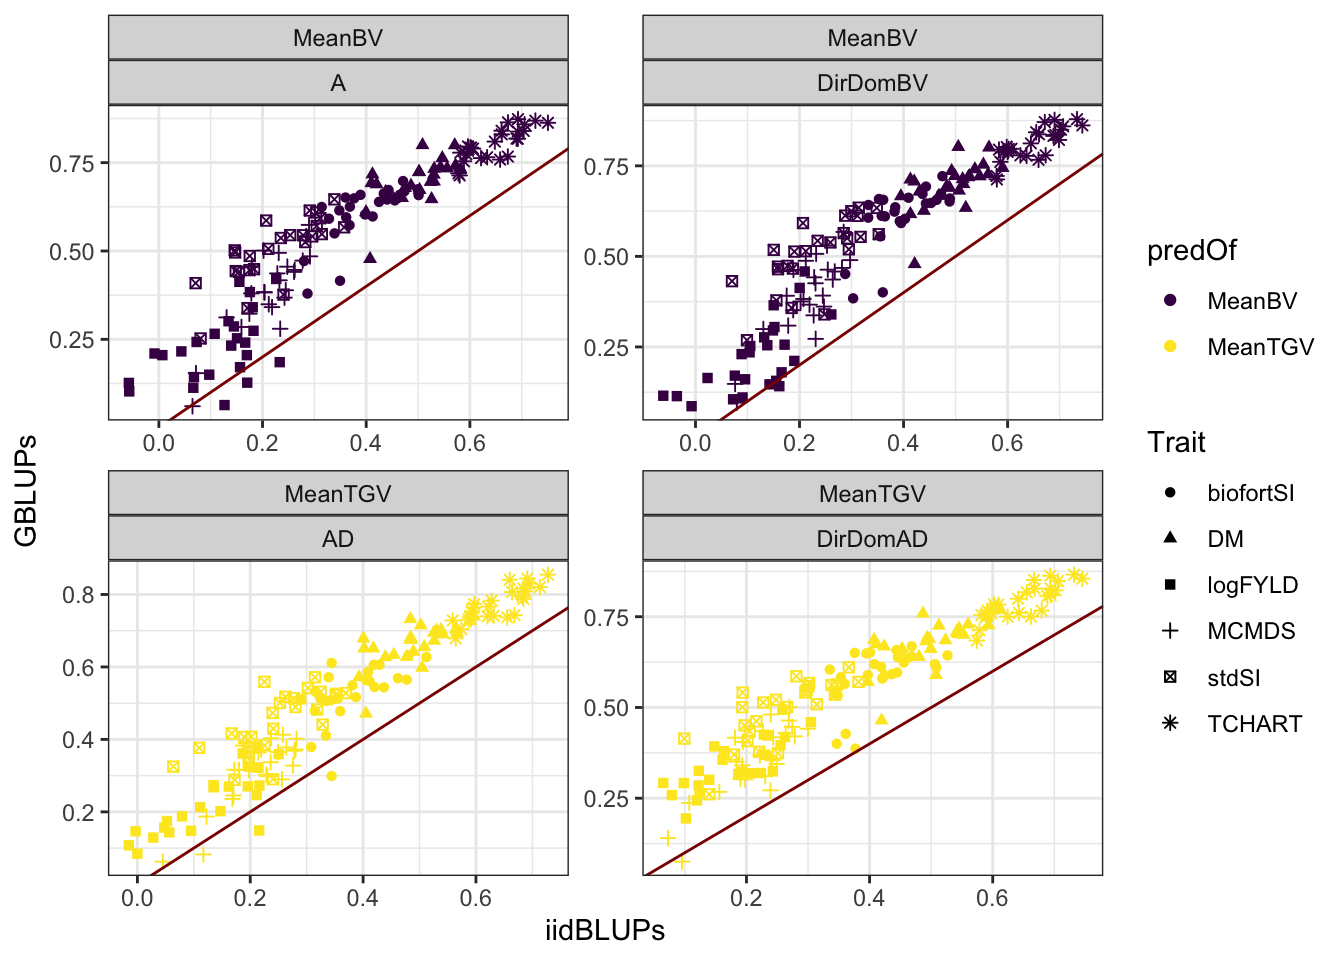 MeanBV
A
0.75
0.50
0.25
0.0 0.2 0.4 0.6
MeanBV
DirDomBV
0.75
0.50
0.25
0.0 0.2 0.4 0.6
MeanTGV
AD
0.8
0.6
0.4
0.2
0.0 0.2 0.4 0.6
MeanTGV
DirDomAD
0.75
0.50
0.25
0.2 0.4 0.6
GBLUPs
iidBLUPs
predOf
MeanBV
MeanTGV
Trait
biofortSI
DM
logFYLD
MCMDS
stdSI
TCHART